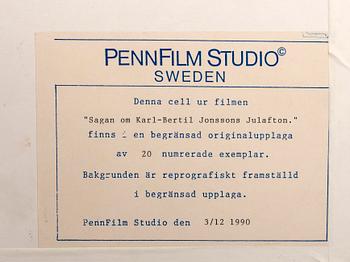 PENNFILM STUDIO©
SWEDEN
Denna cell ur filmen
"Sagan om Karl-Bertil Jonssons Julafton."
finns i en begränsad originalupplaga
av 20 numrerade exemplar.
Bakgrunden är reprografiskt framställd
i begränsad upplaga.
PennFilm Studio den 3/12 1990